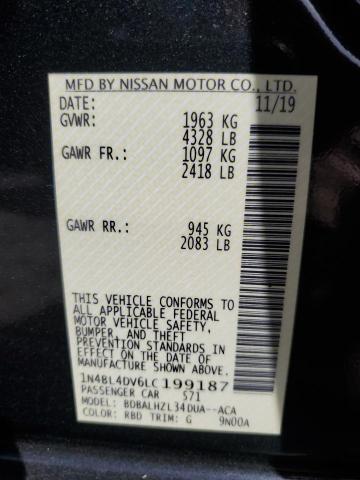 MFD BY NISSAN MOTOR CO., LTD.
DATE: 11/19
GVWR: 1963 KG
4328 LB
GAWR FR.: 1097 KG
2418 LB
GAWR RR.: 945 KG
2083 LB
THIS VEHICLE CONFORMS TO
ALL APPLICABLE FEDERAL
MOTOR VEHICLE SAFETY,
BUMPER, AND THEFT
PREVENTION STANDARDS IN
EFFECT ON THE DATE OF
MANUFACTURE SHOWN ABOVE.
1N4BL4DV6LC199187
PASSENGER CAR 571
MODEL: BDBALHZL34DUA--ACA
COLOR: RBD TRIM: G 9N00A